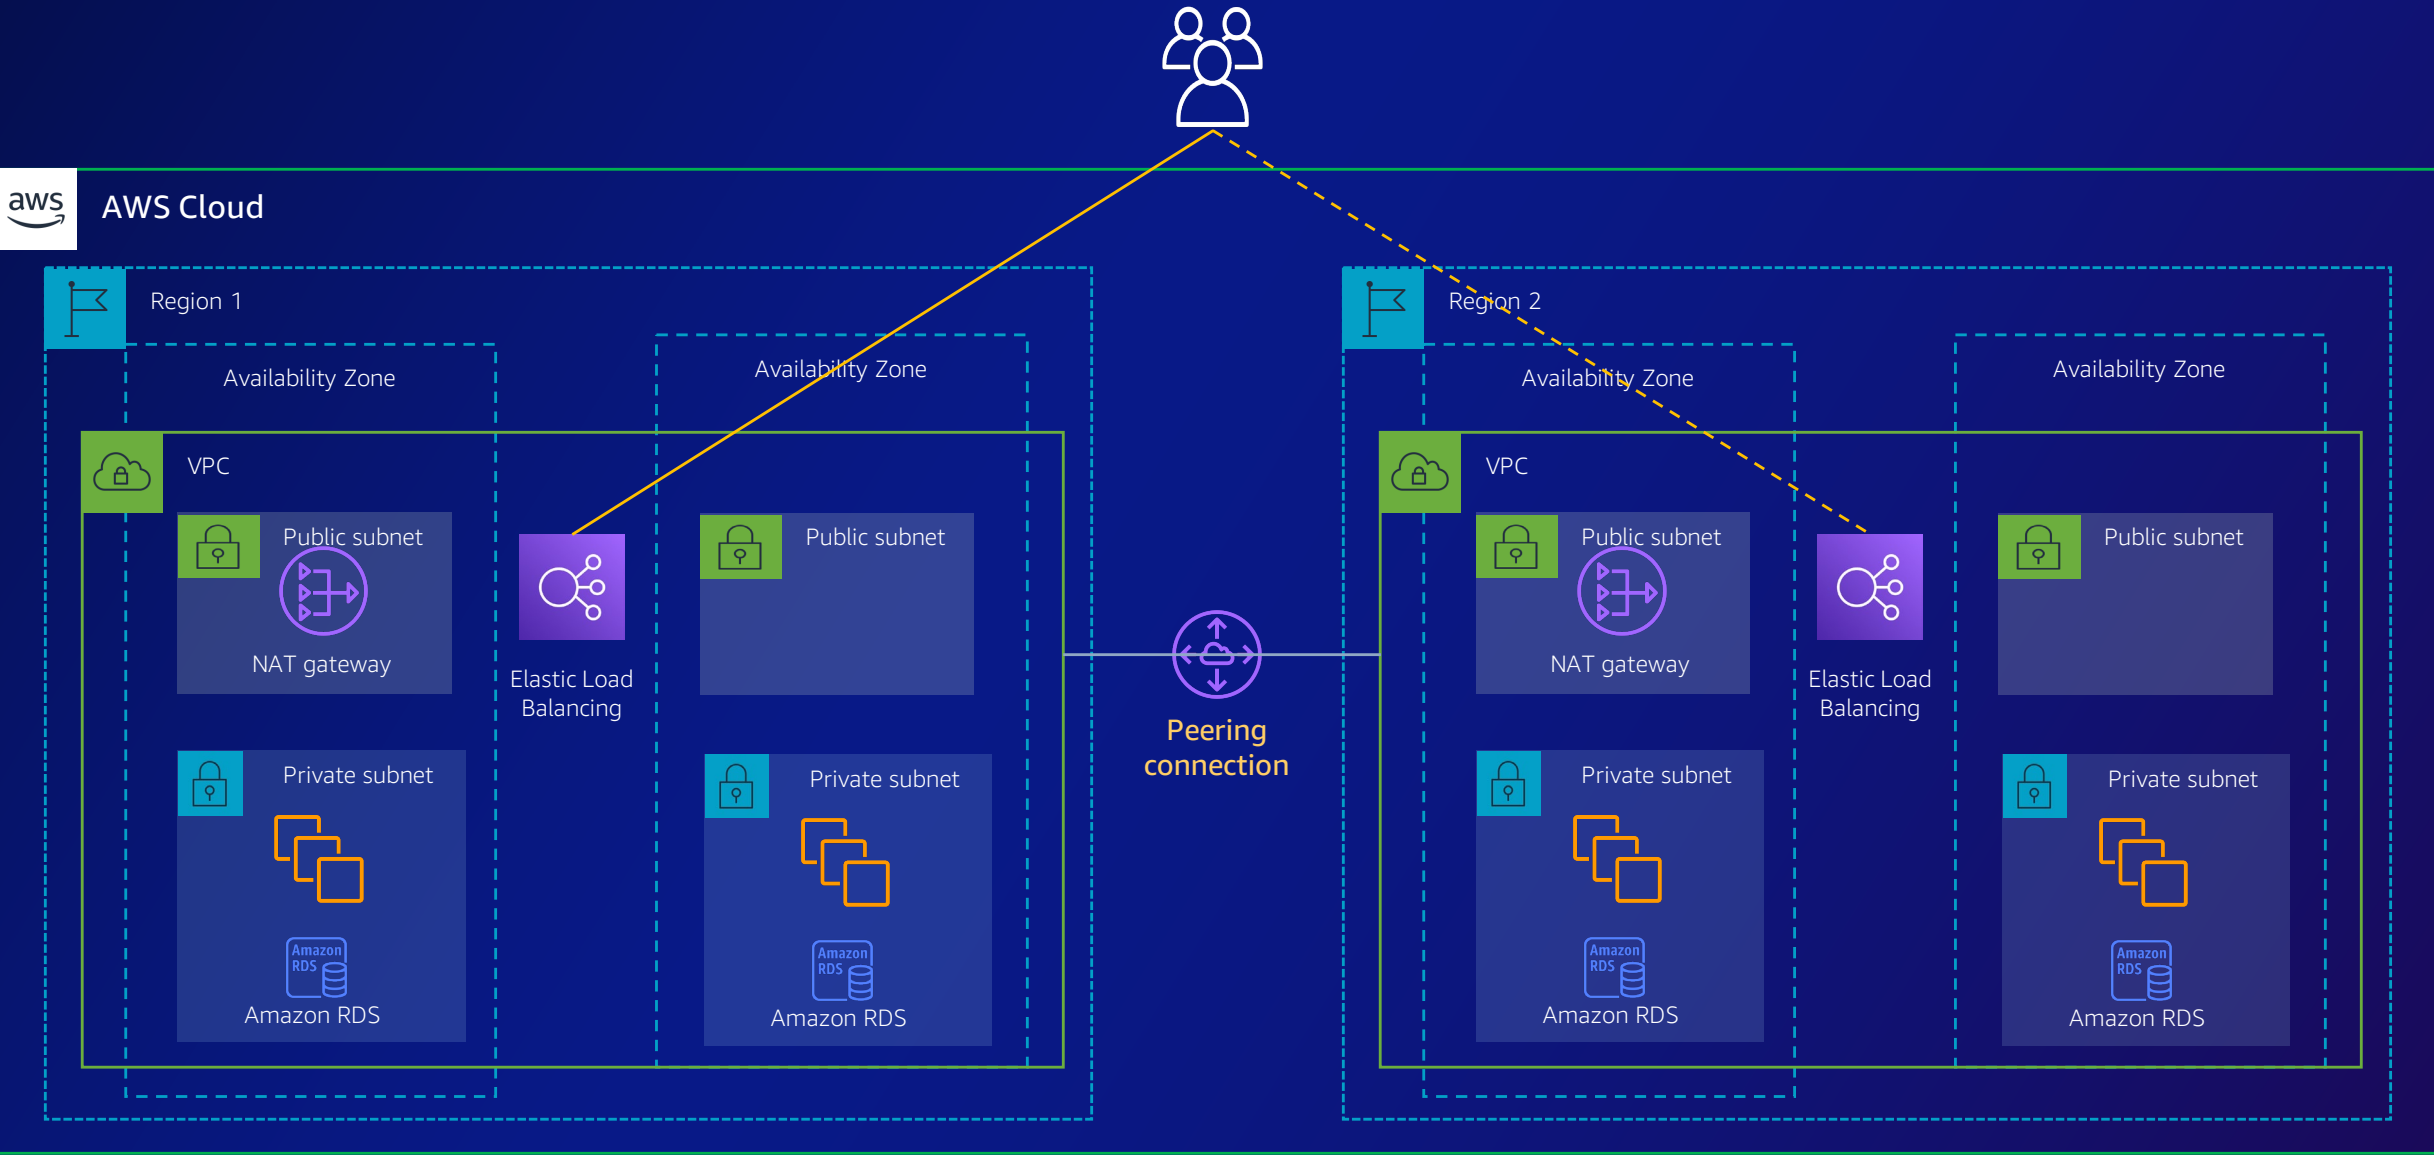 aws
AWS Cloud
Region 1
Availability Zone
Availability Zone
VPC
Public subnet
NAT gateway
Elastic Load
Balancing
Public subnet
Private subnet
Amazon
RDS
Amazon RDS
Private subnet
Amazon
RDS
Amazon RDS
Peering
connection
Region 2
Availability Zone
Availability Zone
VPC
Public subnet
NAT gateway
Elastic Load
Balancing
Public subnet
Private subnet
Amazon
RDS
Amazon RDS
Private subnet
Amazon
RDS
Amazon RDS